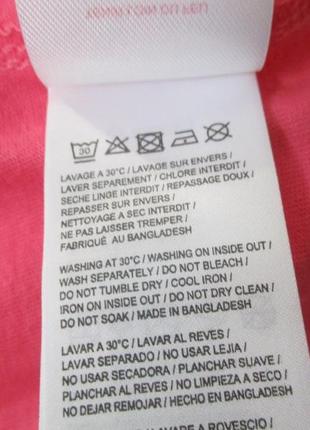 30
LAVAGE A 30°C / LAVAGE SUR ENVERS /
LAVER SEPAREMENT / CHLORE INTERDIT /
SECHE LINGE INTERDIT / REPASSAGE DOUX /
REPASSER SUR ENVERS /
NETTOYAGE A SEC INTERDIT /
NE PAS LAISSER TREMPER /
FABRIQUÉ AU BANGLADESH
WASHING AT 30°C / WASHING ON INSIDE OUT /
WASH SEPARATELY / DO NOT BLEACH /
DO NOT TUMBLE DRY / COOL IRON /
IRON ON INSIDE OUT / DO NOT DRY CLEAN /
DO NOT SOAK / MADE IN BANGLADESH
LAVAR A 30°C / LAVAR AL REVES /
LAVAR SEPARADO / NO USAR LEJIA /
NO USAR SECADORA / PLANCHAR SUAVE /
PLANCHAR AL REVES / NO LIMPIEZA A SECO /
NO DEJAR REMOJAR / HECHO EN BANGLADESH
LAVARE A ROVESCIO /